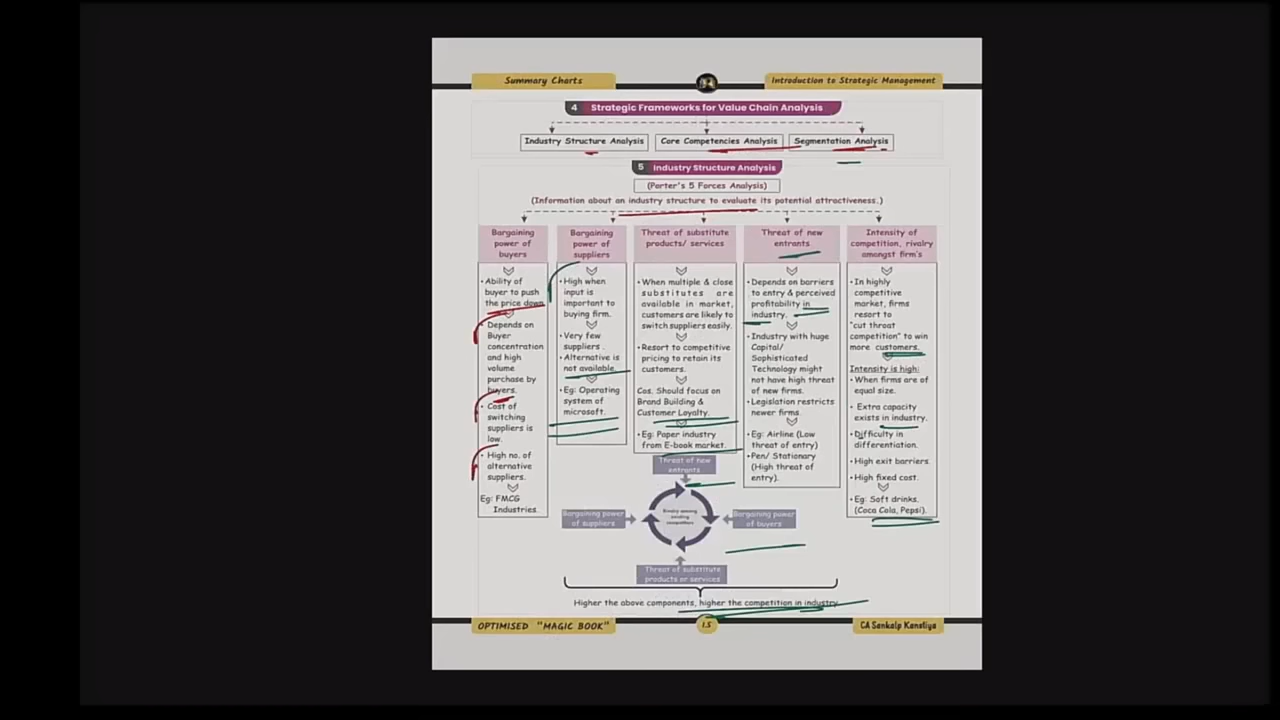 Summary Charts
Introduction to Strategic Management
4 Strategic Frameworks for Value Chain Analysis
Industry Structure Analysis
Core Competencies Analysis
Segmentation Analysis
5 Industry Structure Analysis
(Porter's 5 Forces Analysis)
(Information about an industry structure to evaluate its potential attractiveness.)
Bargaining
power of
buyers
• Ability of
buyer to push
the price down
• Depends on
Buyer
concentration
and high
volume
purchase by
buyers.
• Cost of
switching
suppliers is
low.
• High no. of
alternative
suppliers.
Eg: FMCG
Industries.
Bargaining
power of
suppliers
• High when
input is
important to
buying firm.
• Very few
suppliers .
• Alternative is
not available.
• Eg: Operating
system of
microsoft.
Threat of substitute
products/ services
• When multiple & close
substitutes are
available in market,
customers are likely to
switch suppliers easily.
• Resort to competitive
pricing to retain its
customers.
Cos. Should focus on
Brand Building &
Customer Loyalty.
• Eg: Paper industry
from E-book market.
Threat of new
entrants.
• Depends on barriers
to entry & perceived
profitability in
industry.
• Industry with huge
Capital/
Sophisticated
Technology might
not have high threat
of new firms.
• Legislation restricts
newer firms.
• Eg: Airline (Low
threat of entry)
• Pen/ Stationary
(High threat of
entry).
Intensity of
competition, rivalry
amongst firm's
• In highly
competitive
market, firms
resort to
"cut throat
competition" to win
more customers.
Intensity is high:
• When firms are of
equal size.
• Extra capacity
exists in industry.
• Difficulty in
differentiation.
• High exit barriers.
• High fixed cost.
• Eg: Soft drinks.
(Coca Cola, Pepsi).
Threat of new
entrants
Bargaining power
of suppliers
Rivalry among
existing
competitors
Bargaining power
of buyers
Threat of substitute
products or services
Higher the above components, higher the competition in industry
OPTIMISED "MAGIC BOOK"
1.5
CA Sankalp Kanstiya